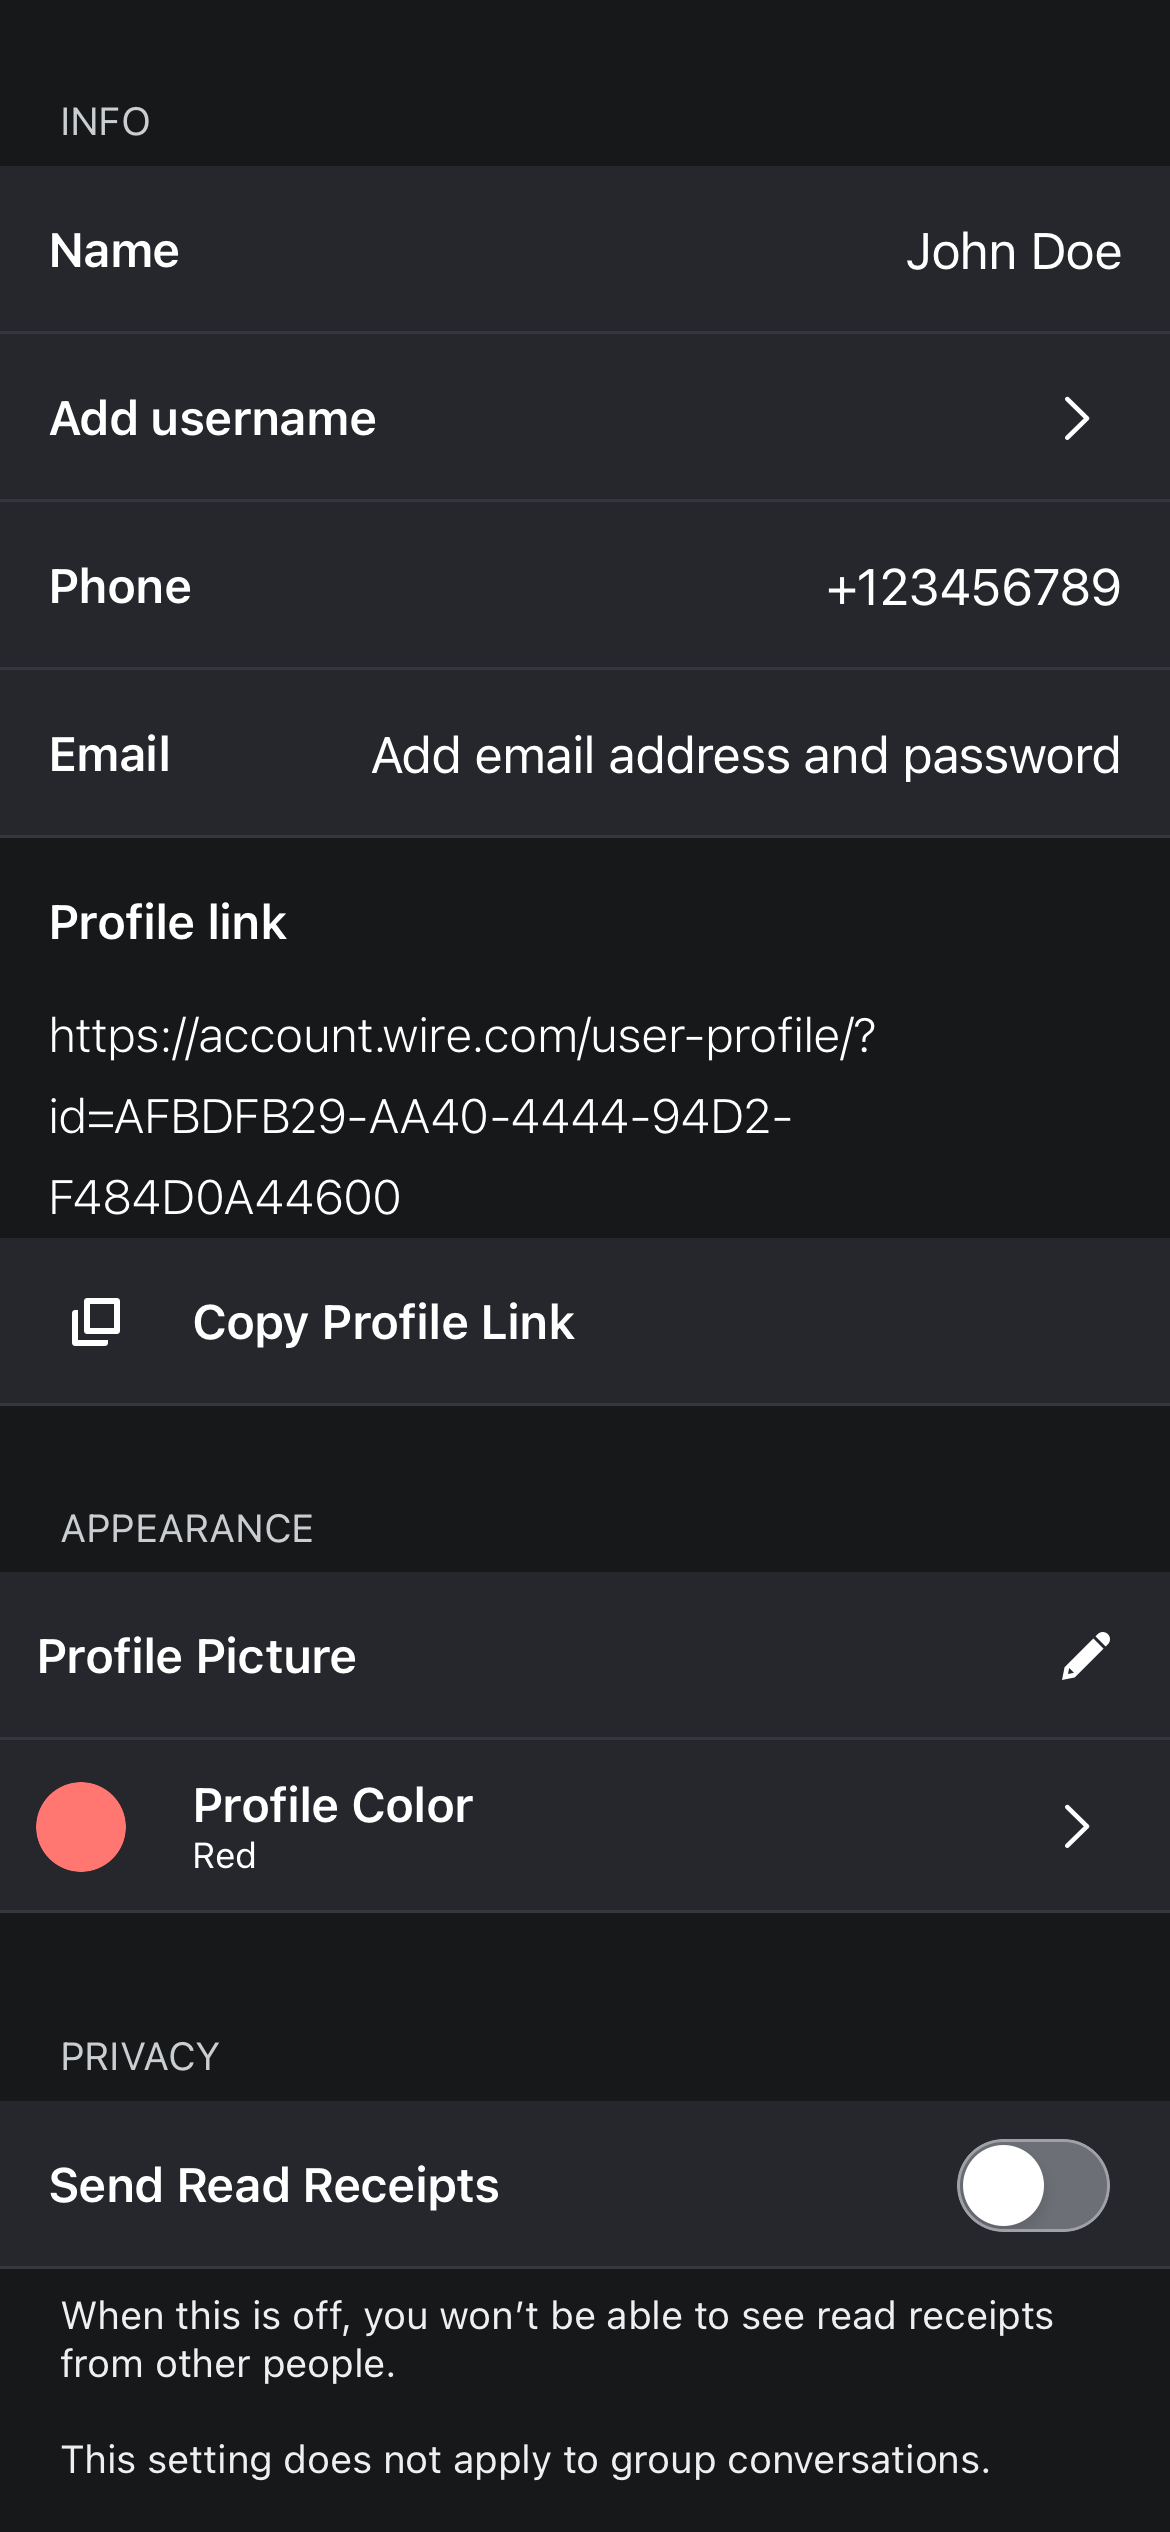 INFO
Name John Doe
Add username
Phone +123456789
Email Add email address and password
Profile link
https://account.wire.com/user-profile/?
id=AFBDFB29-AA40-4444-94D2-
F484D0A44600
Copy Profile Link
APPEARANCE
Profile Picture
Profile Color
Red
PRIVACY
Send Read Receipts
When this is off, you won’t be able to see read receipts
from other people.
This setting does not apply to group conversations.